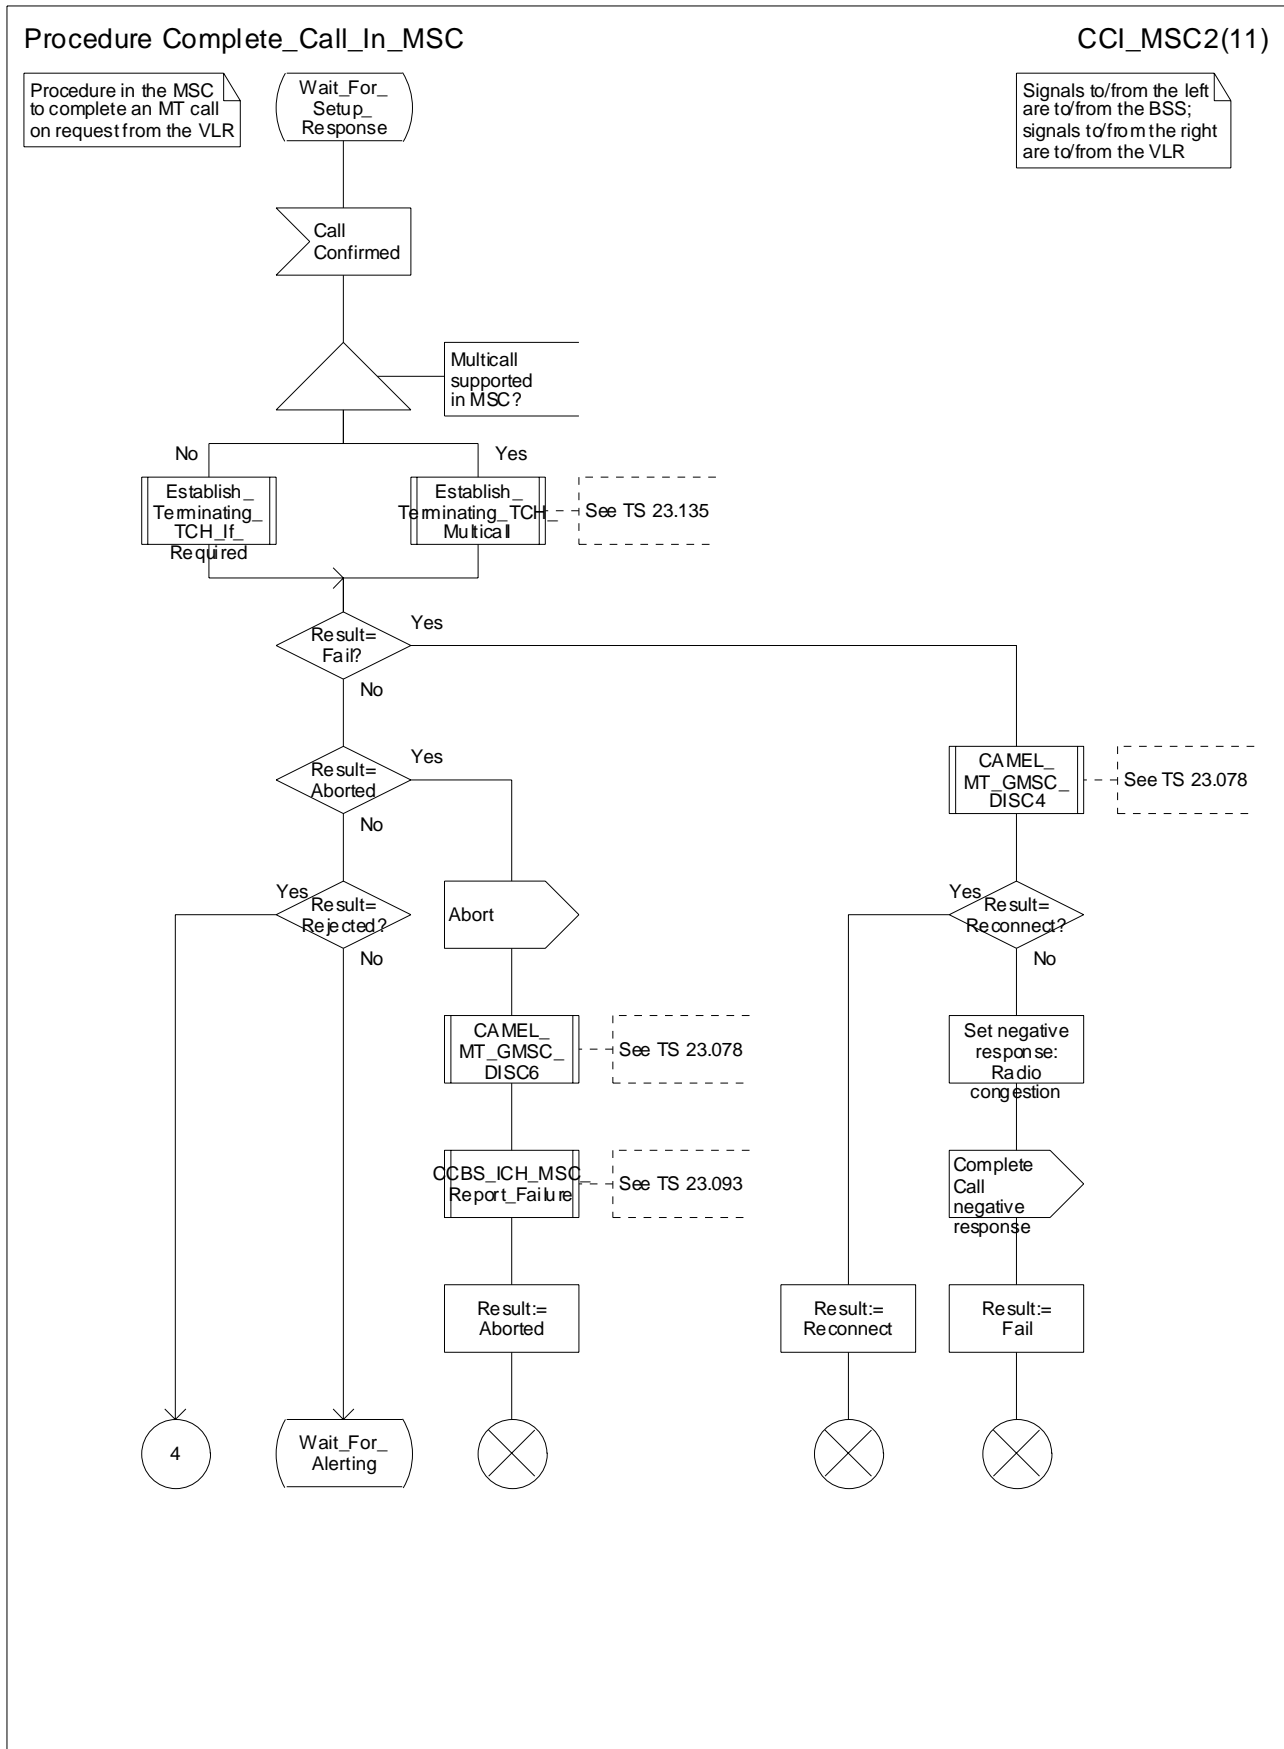 Procedure Complete_Call_In_MSC
CCI_MSC2(11)
Procedure in the MSC
to complete an MT call
on request from the VLR
Wait_For_
Setup_
Response
Signals to/from the left
are to/from the BSS;
signals to/from the right
are to/from the VLR
Call
Confirmed
Multicall
supported
in MSC?
No
Yes
Establish_
Terminating_
TCH_If_
Required
Establish_
Terminating_TCH_
Multicall
See TS 23.135
Result=
Fail?
Yes
No
Result=
Aborted
Yes
No
CAMEL_
MT_GMSC_
DISC4
See TS 23.078
Yes
Result=
Rejected?
No
Abort
Yes
Result=
Reconnect?
No
CAMEL_
MT_GMSC_
DISC6
See TS 23.078
Set negative
response:
Radio
congestion
CCBS_ICH_MSC_
Report_Failure
See TS 23.093
Complete
Call
negative
response
Result:=
Aborted
Result:=
Reconnect
Result:=
Fail
4
Wait_For_
Alerting